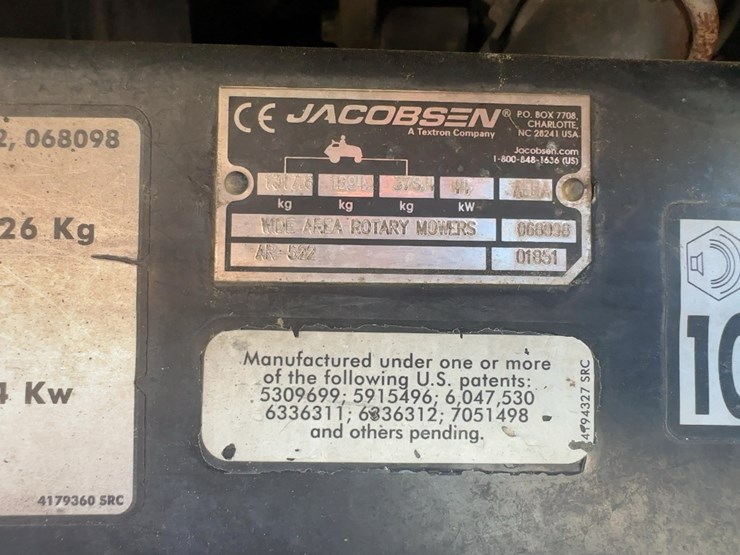 2, 068098
26 Kg
Kw
4179360 SRC
CE JACOBSEN®
A Textron Company
P.O. BOX 7708,
CHARLOTTE,
NC 28241 USA
Jacobsen.com
1-800-848-1636 (US)
kg kg kg kW
WIDE AREA ROTARY MOWERS 068098
AR-522 01851
Manufactured under one or more
of the following U.S. patents:
5309699; 5915496; 6,047,530
6336311; 6336312; 7051498
and others pending.
4194327 SRC
10